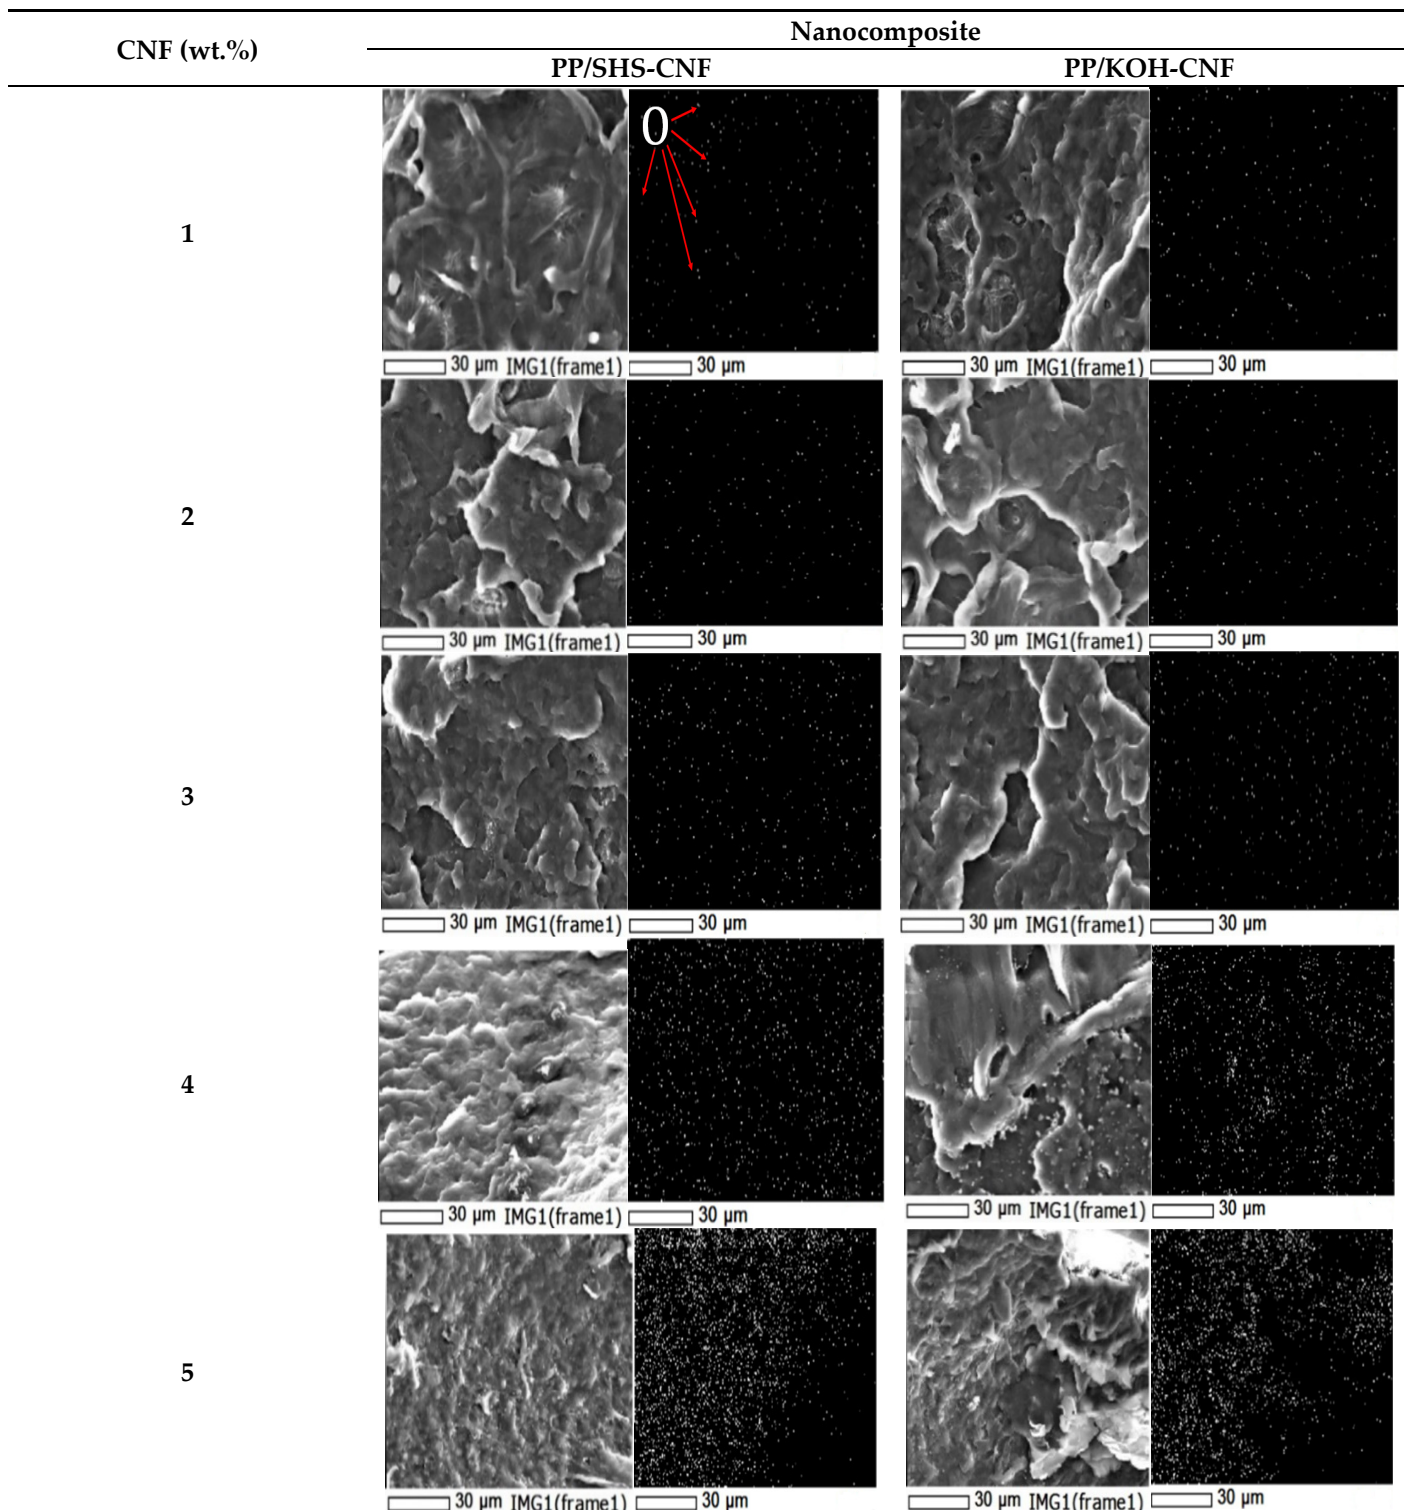 Nanocomposite
CNF (wt.%)
PP/SHS-CNF PP/KOH-CNF
O
1
30 µm IMG1(frame1) 30 µm 30 µm IMG1(frame1) 30 µm
2
30 µm IMG1(frame1) 30 µm 30 µm IMG1(frame1) 30 µm
3
30 µm IMG1(frame1) 30 µm 30 µm IMG1(frame1) 30 µm
4
30 µm IMG1(frame1) 30 µm 30 µm IMG1(frame1) 30 µm
5
30 µm IMG1(frame1) 30 µm 30 µm IMG1(frame1) 30 µm